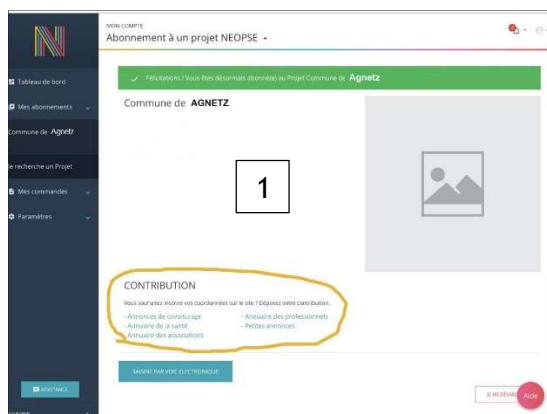 MON COMPTE
Abonnement à un projet NEOPSE
Tableau de bord
Mes abonnements
Commune de Agnetz
Je recherche un Projet
Mes commandes
Paramètres
ASSISTANCE
Félicitations ! Vous êtes désormais abonné(e) au Projet Commune de Agnetz
Commune de AGNETZ
1
CONTRIBUTION
Vous souhaitez inscrire vos coordonnées sur le site ? Déposez votre contribution.
- Annonces de covoiturage
- Annuaire des professionnels
- Annuaire de la santé
- Petites annonces
- Annuaire des associations
SAISINE PAR VOIE ELECTRONIQUE
JE ME
Aide